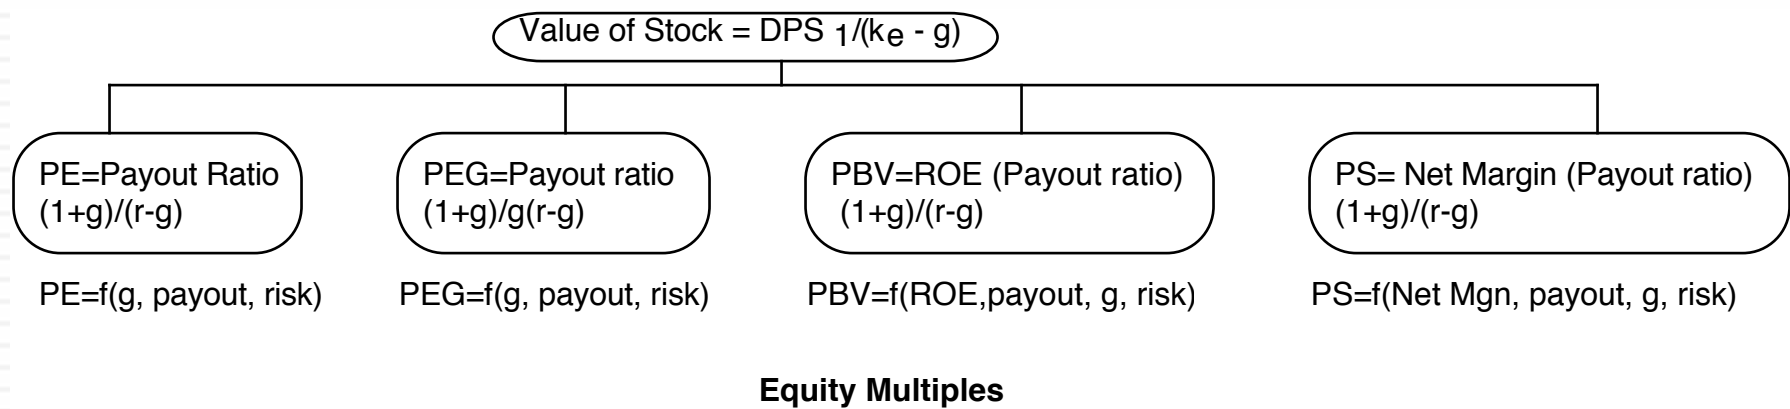 Value of Stock = DPS 1/(ke - g)
PE=Payout Ratio
(1+g)/(r-g)
PEG=Payout ratio
(1+g)/g(r-g)
PBV=ROE (Payout ratio)
(1+g)/(r-g)
PS= Net Margin (Payout ratio)
(1+g)/(r-g)
PE=f(g, payout, risk)
PEG=f(g, payout, risk)
PBV=f(ROE,payout, g, risk)
PS=f(Net Mgn, payout, g, risk)
Equity Multiples